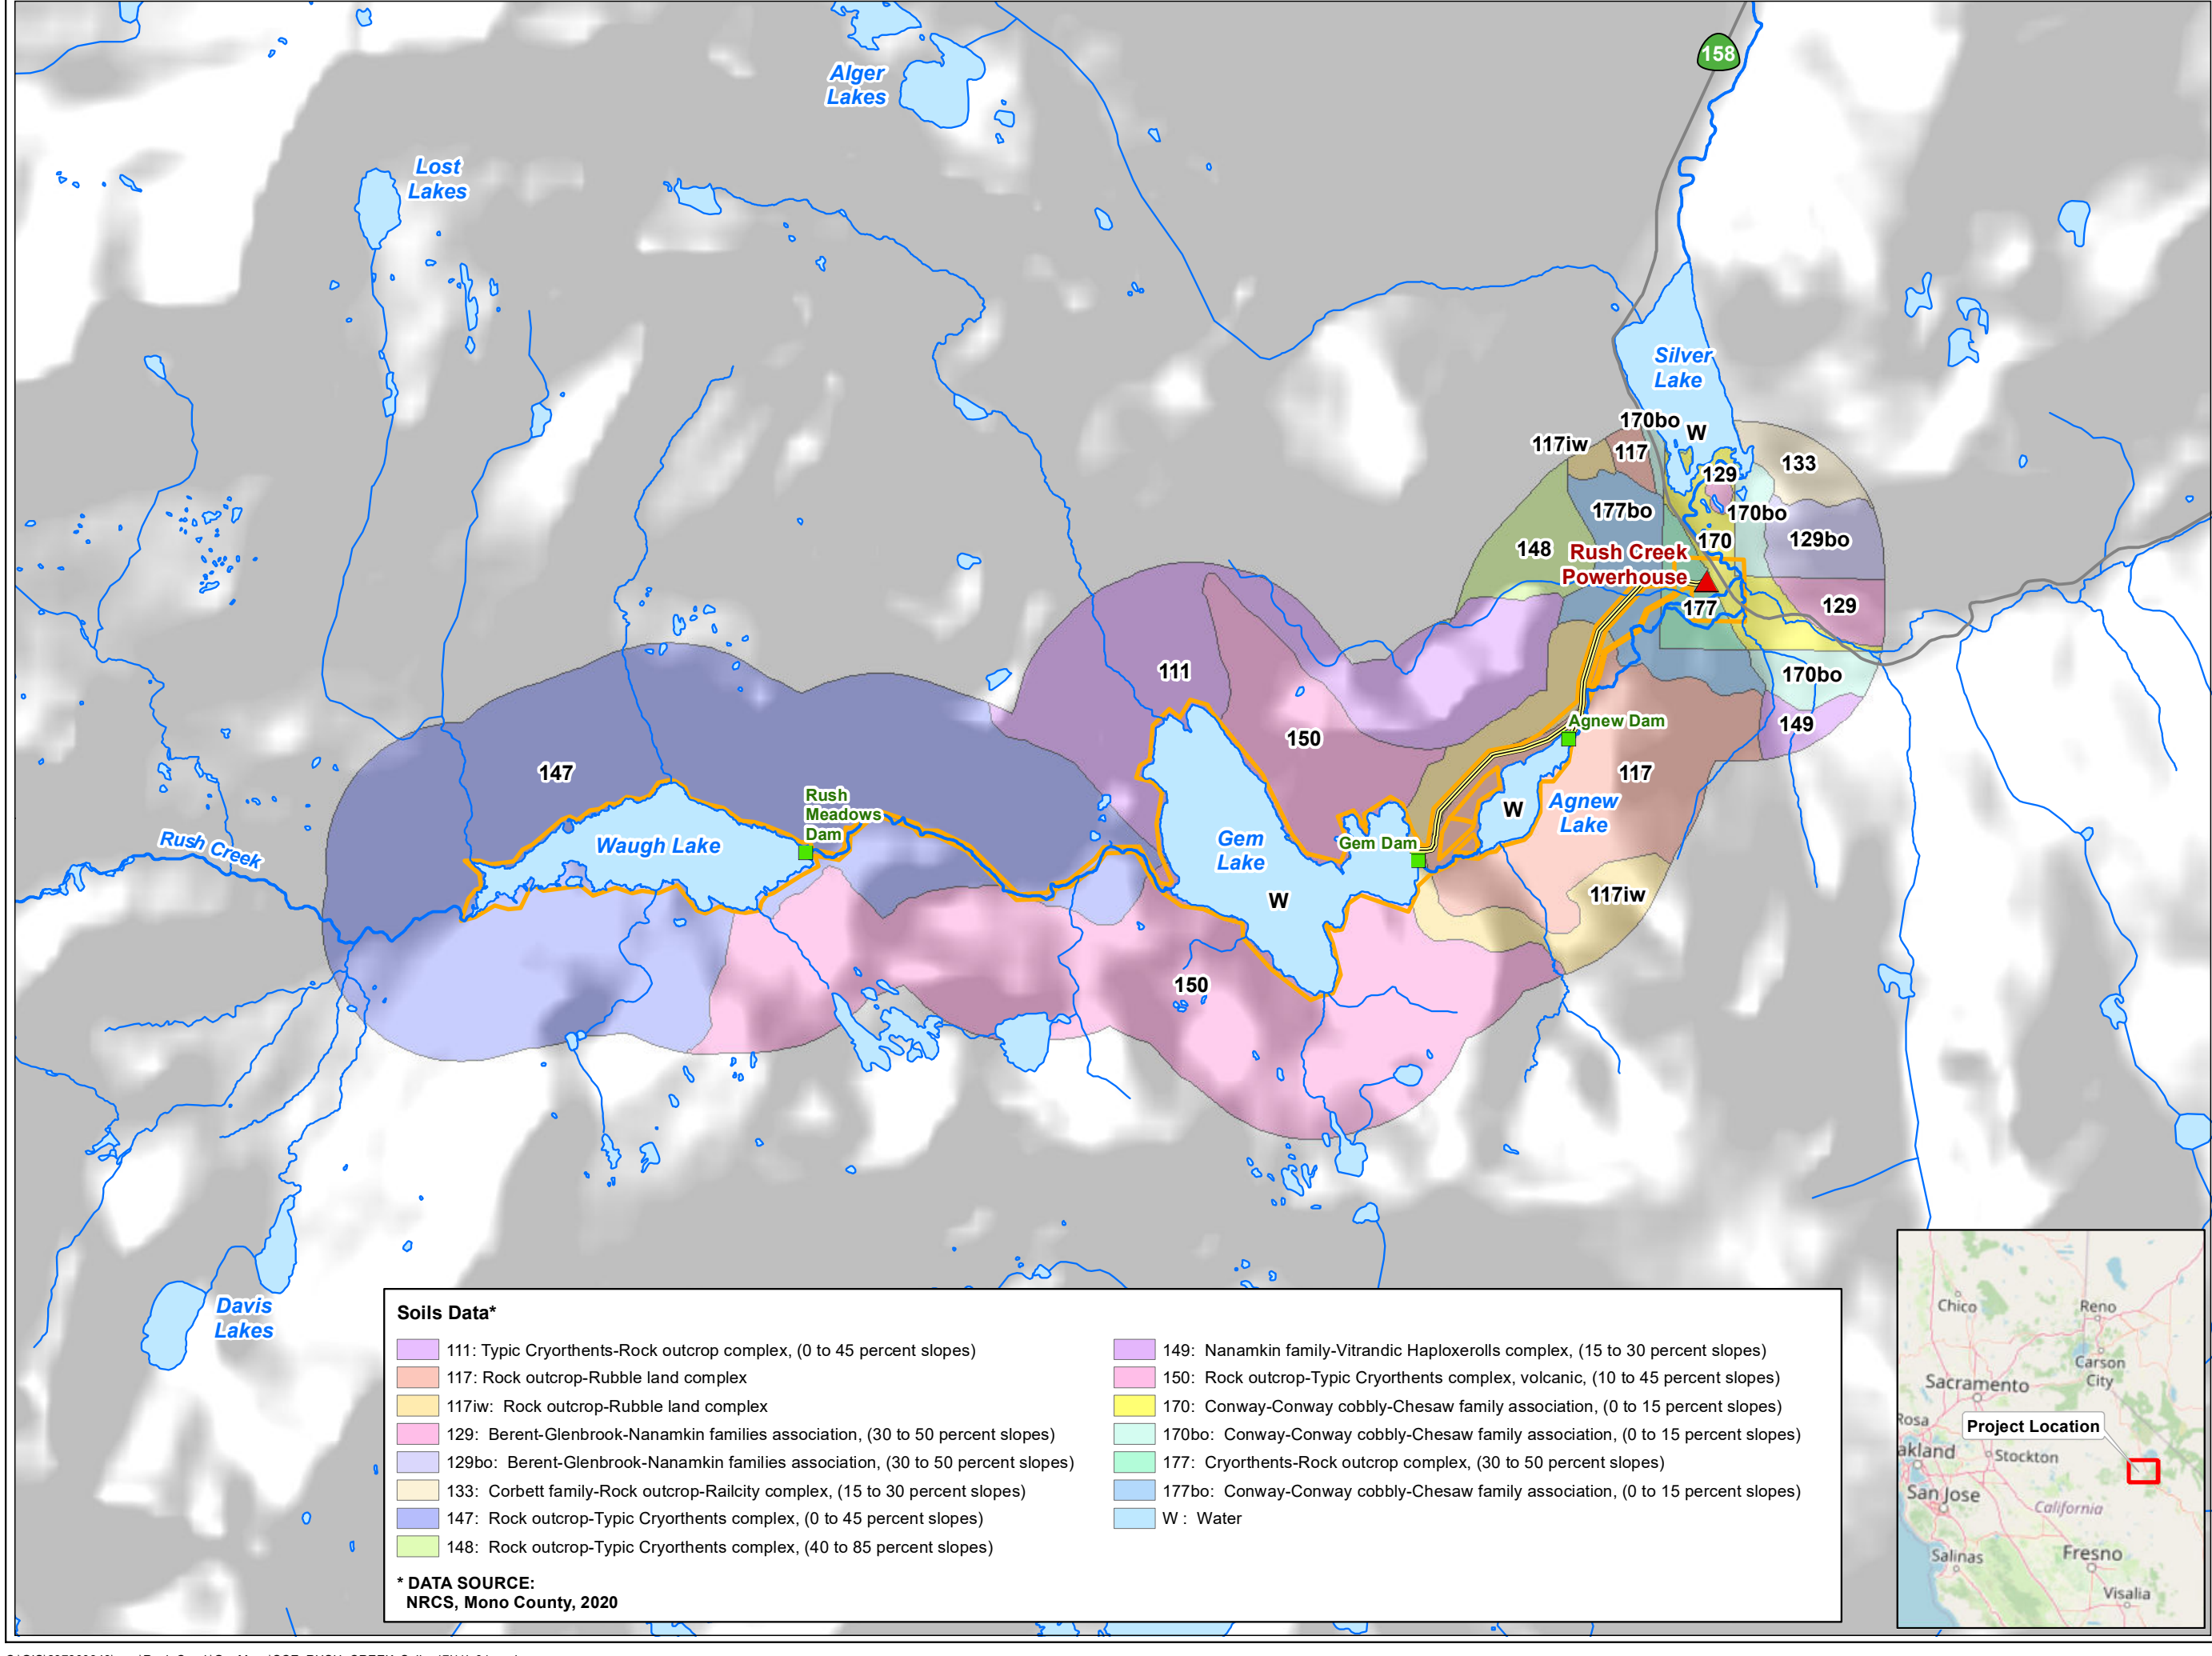 158
Alger
Lakes
Lost
Lakes
Silver
Lake
170bo
W
117iw
117
133
129
177bo
170bo
129bo
148
170
Rush Creek
Powerhouse
177
129
111
170bo
150
Agnew Dam
149
147
117
Rush
Meadows
Dam
W
Agnew
Lake
Rush Creek
Waugh Lake
Gem
Lake
Gem Dam
W
117iw
150
Davis
Lakes
Soils Data*
111: Typic Cryorthents-Rock outcrop complex, (0 to 45 percent slopes)
117: Rock outcrop-Rubble land complex
117iw: Rock outcrop-Rubble land complex
129: Berent-Glenbrook-Nanamkin families association, (30 to 50 percent slopes)
129bo: Berent-Glenbrook-Nanamkin families association, (30 to 50 percent slopes)
133: Corbett family-Rock outcrop-Railcity complex, (15 to 30 percent slopes)
147: Rock outcrop-Typic Cryorthents complex, (0 to 45 percent slopes)
148: Rock outcrop-Typic Cryorthents complex, (40 to 85 percent slopes)
149: Nanamkin family-Vitrandic Haploxerolls complex, (15 to 30 percent slopes)
150: Rock outcrop-Typic Cryorthents complex, volcanic, (10 to 45 percent slopes)
170: Conway-Conway cobbly-Chesaw family association, (0 to 15 percent slopes)
170bo: Conway-Conway cobbly-Chesaw family association, (0 to 15 percent slopes)
177: Cryorthents-Rock outcrop complex, (30 to 50 percent slopes)
177bo: Conway-Conway cobbly-Chesaw family association, (0 to 15 percent slopes)
W : Water
* DATA SOURCE:
NRCS, Mono County, 2020
Chico
Reno
Carson
City
Sacramento
Rosa
Project Location
akland
Stockton
San Jose
California
Salinas
Fresno
Visalia